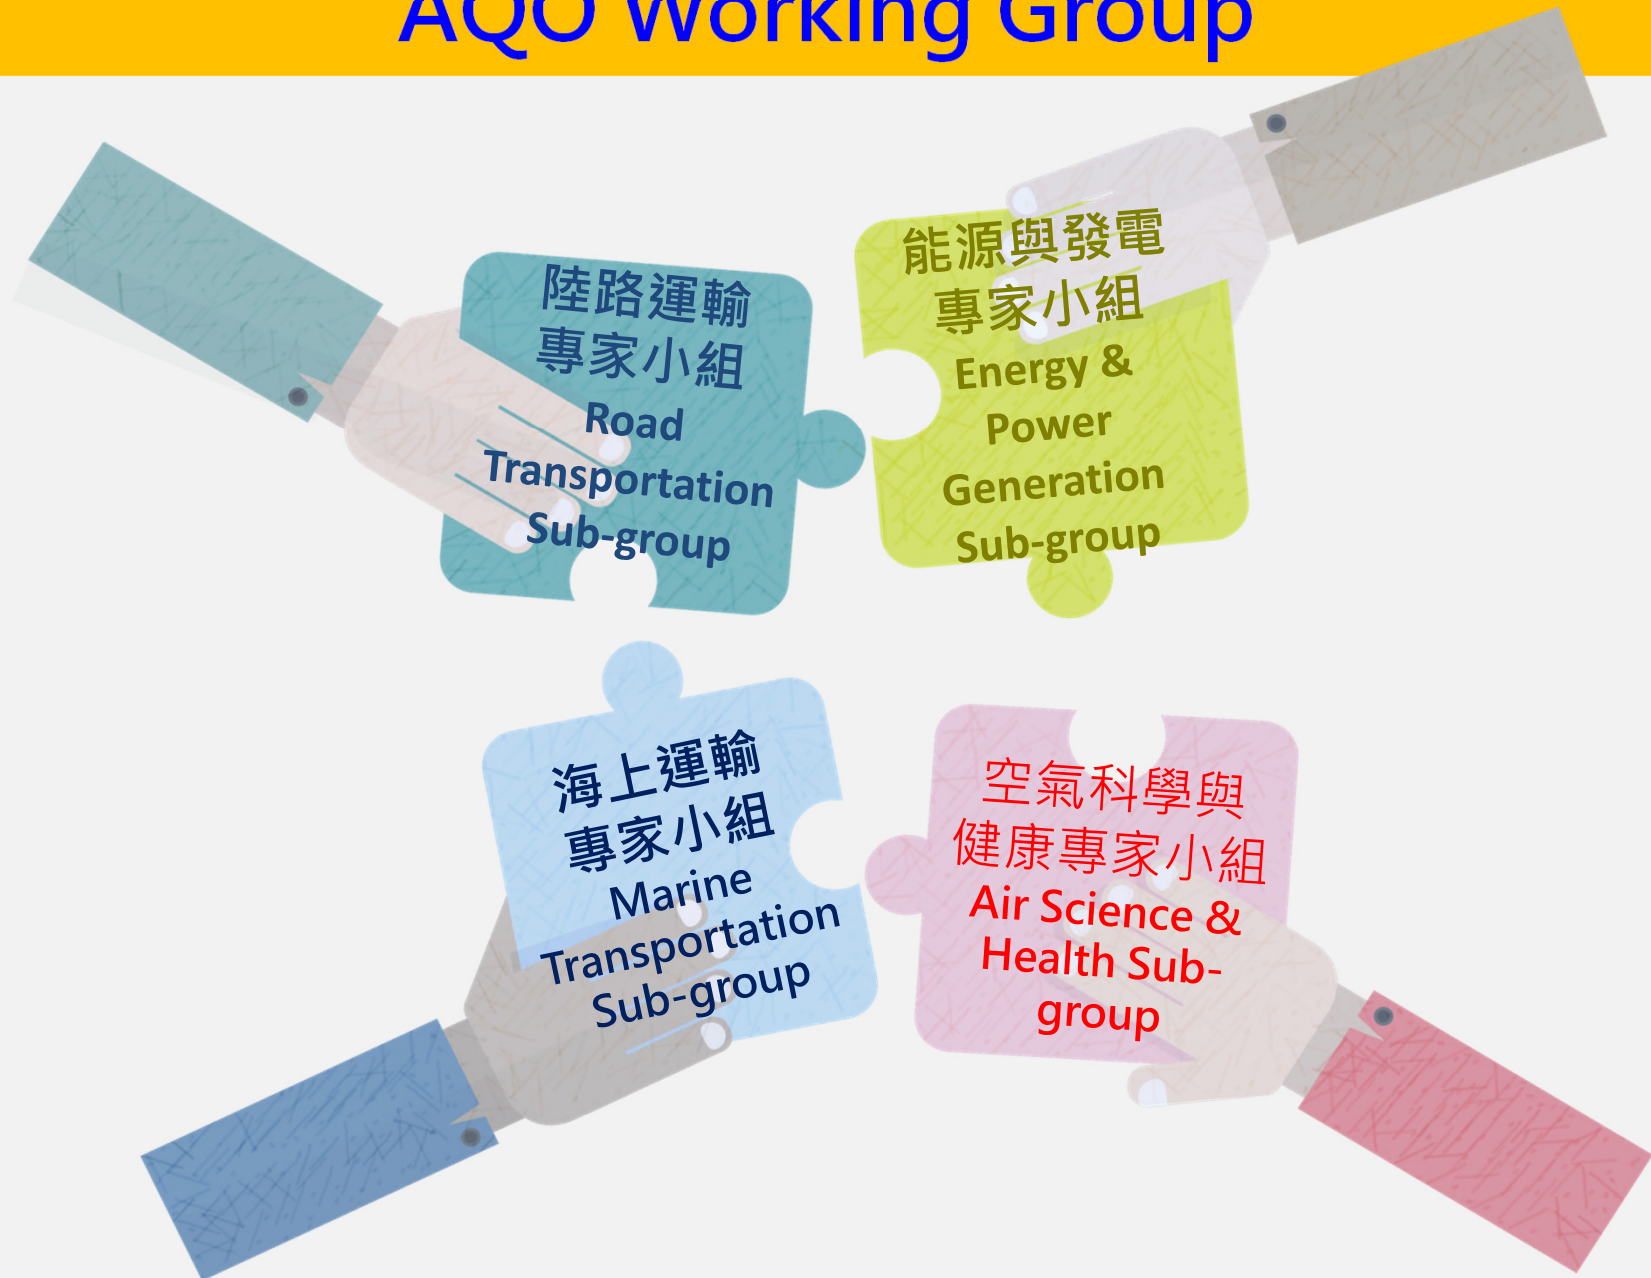 AQO Working Group
陸路運輸
專家小組
Road
Transportation
Sub-group
能源與發電
專家小組
Energy &
Power
Generation
Sub-group
海上運輸
專家小組
Marine
Transportation
Sub-group
空氣科學與
健康專家小組
Air Science &
Health Sub-
group